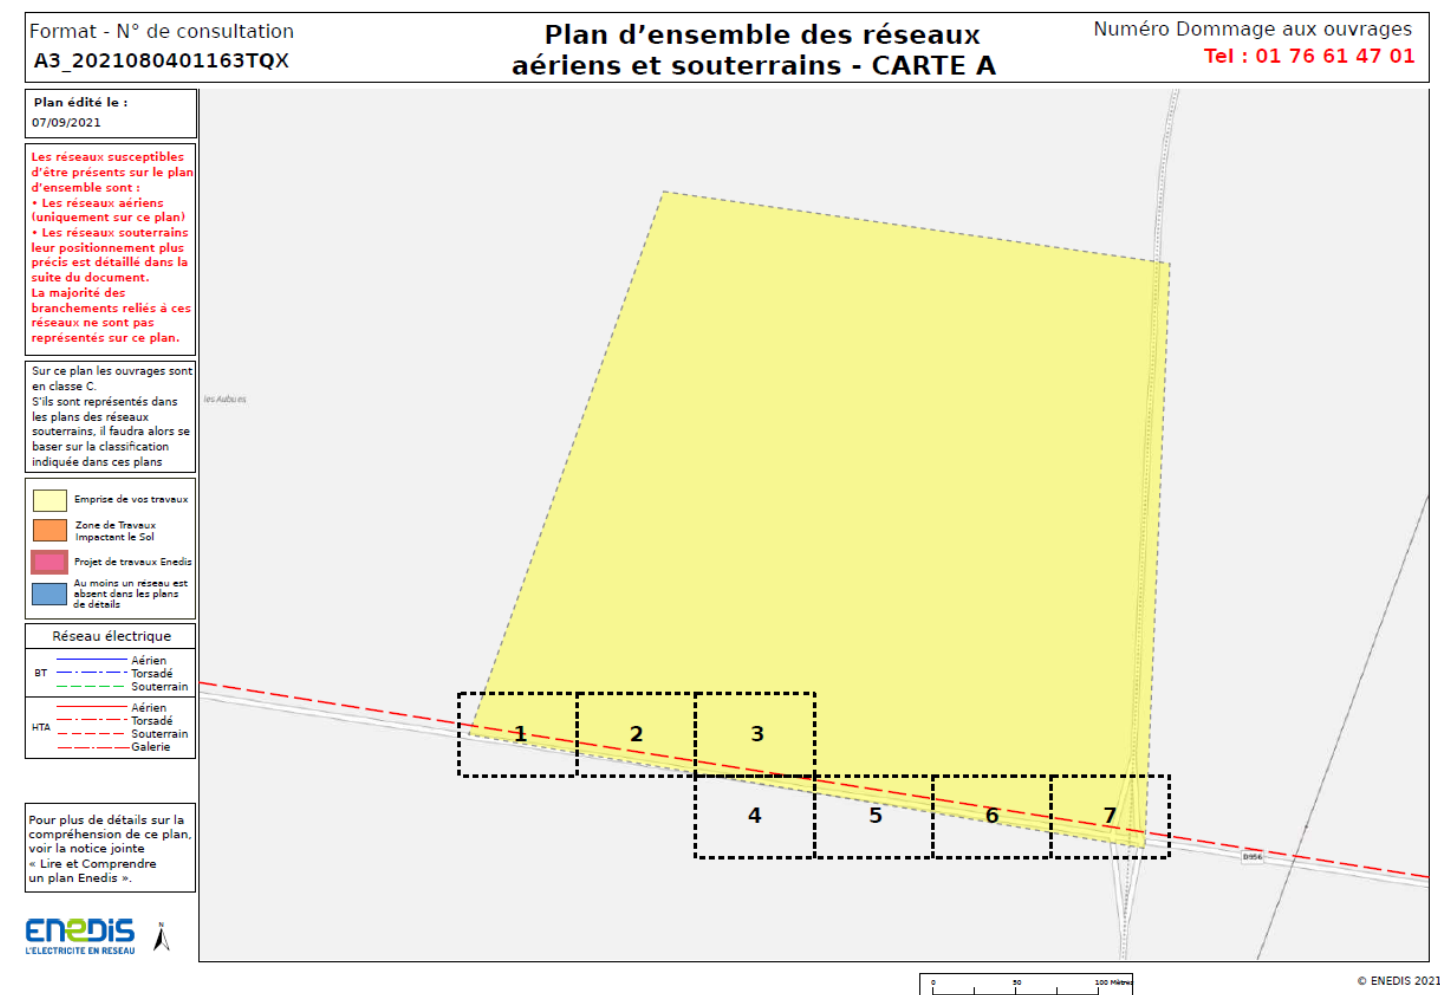 Format - N° de consultation
A3_2021080401163TQX
Plan d’ensemble des réseaux
aériens et souterrains - CARTE A
Numéro Dommage aux ouvrages
Tel : 01 76 61 47 01
Plan édité le :
07/09/2021
Les réseaux susceptibles
d'être présents sur le plan
d'ensemble sont :
• Les réseaux aériens
(uniquement sur ce plan)
• Les réseaux souterrains
leur positionnement plus
précis est détaillé dans la
suite du document.
La majorité des
branchements reliés à ces
réseaux ne sont pas
représentés sur ce plan.
Sur ce plan les ouvrages sont
en classe C.
S'ils sont représentés dans
les plans des réseaux
souterrains, il faudra alors se
baser sur la classification
indiquée dans ces plans
Emprise de vos travaux
Zone de Travaux
Impactant le Sol
Projet de travaux Enedis
Au moins un réseau est
absent dans les plans
de détails
Réseau électrique
BT
Aérien
Torsadé
Souterrain
HTA
Aérien
Torsadé
Souterrain
Galerie
Pour plus de détails sur la
compréhension de ce plan,
voir la notice jointe
« Lire et Comprendre
un plan Enedis ».
ENEDIS
L'ELECTRICITE EN RESEAU
N
les Aubues
1
2
3
4
5
6
7
D956
0 50 100 Mètres
© ENEDIS 2021